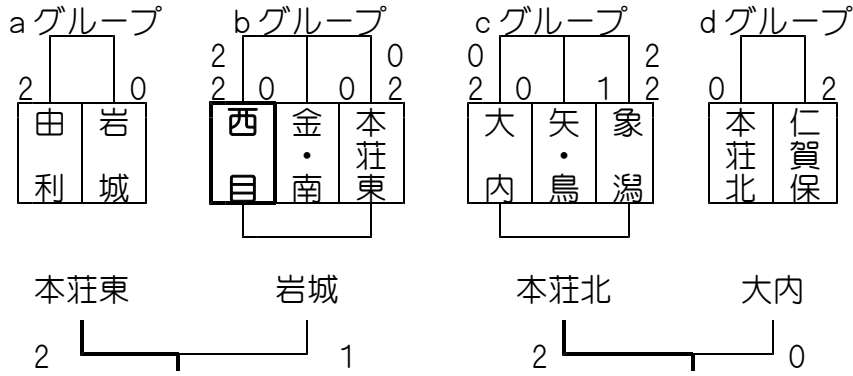 aグループ bグループ cグループ dグループ
2 0 0 2
2 0 2 0 0 2 2 0 1 2 0 2
由利 岩城 西目 金・南 本荘東 大内 矢・鳥 象潟 本荘北 仁賀保
本荘東 岩城 本荘北 大内
2 1 2 0